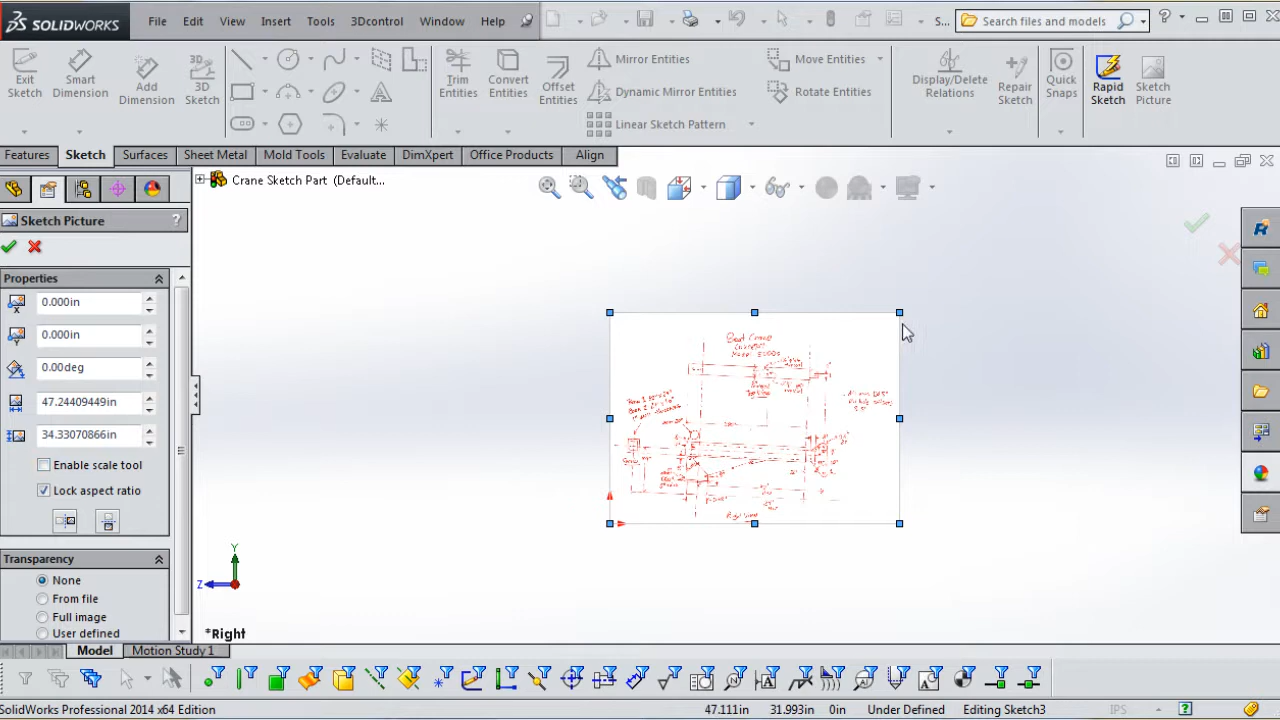 SOLIDWORKS File Edit View Insert Tools 3Dcontrol Window Help S... Search files and models
Exit Sketch Smart Dimension Add Dimension 3D Sketch Trim Entities Convert Entities Offset Entities Mirror Entities Move Entities Display/Delete Relations Repair Sketch Quick Snaps Rapid Sketch Sketch Picture
Dynamic Mirror Entities Rotate Entities
Linear Sketch Pattern
Features Sketch Surfaces Sheet Metal Mold Tools Evaluate DimXpert Office Products Align
Crane Sketch Part (Default...
Sketch Picture ?
Properties
0.000in
0.000in
0.00deg
47.24409449in
34.33070866in
Enable scale tool
Lock aspect ratio
Transparency
None
From file
Full image
User defined
Boat Crane
Y
Z
*Right
Model Motion Study 1
SolidWorks Professional 2014 x64 Edition 47.111in 31.993in 0in Under Defined Editing Sketch3 IPS